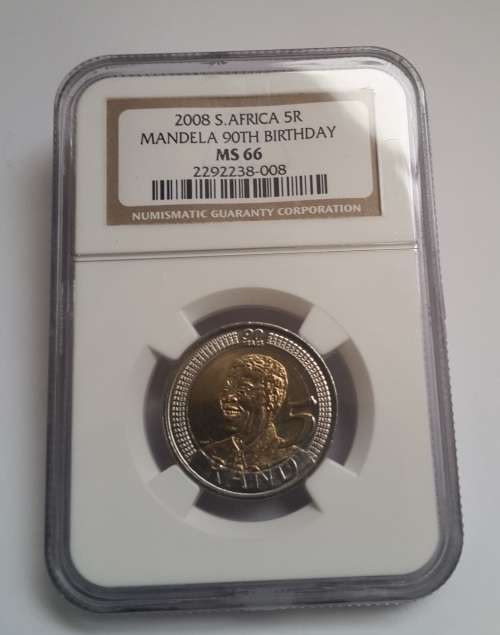 2008 S.AFRICA 5R
MANDELA 90TH BIRTHDAY
MS 66
2292238-008
NUMISMATIC GUARANTY CORPORATION
90
5
RAND